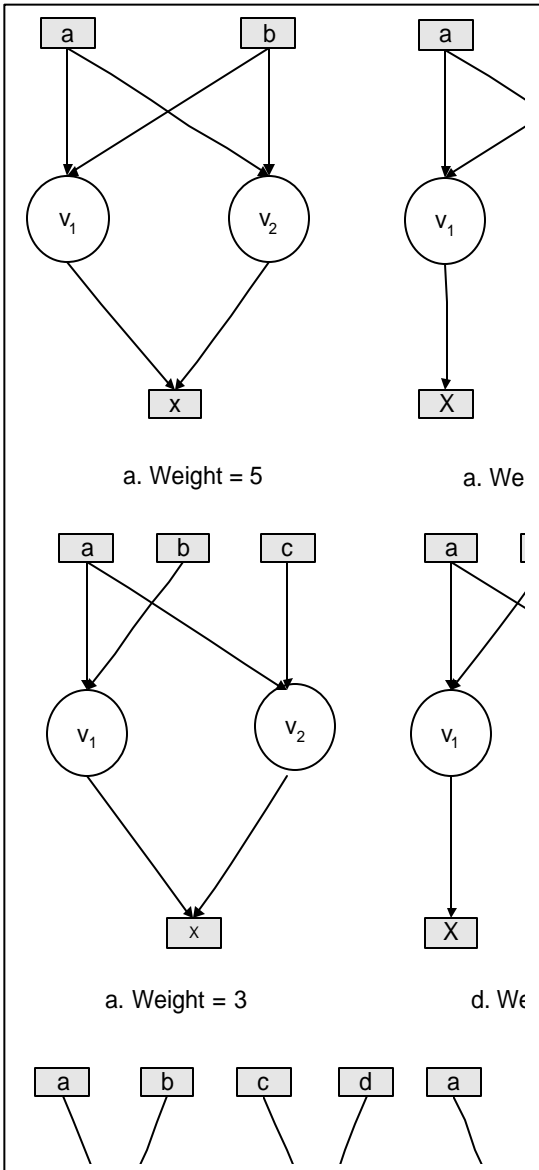 a b a
v1 v2 v1
x X
a. Weight = 5 a. We
a b c a
v1 v2 v1
x X
a. Weight = 3 d. We
a b c d a